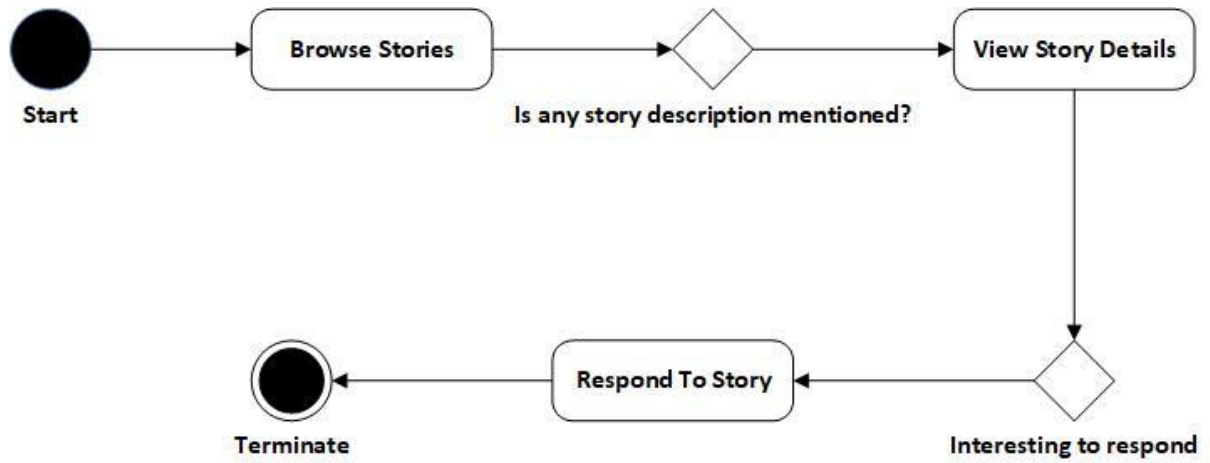 Browse Stories
View Story Details
Start
Is any story description mentioned?
Respond To Story
Terminate
Interesting to respond